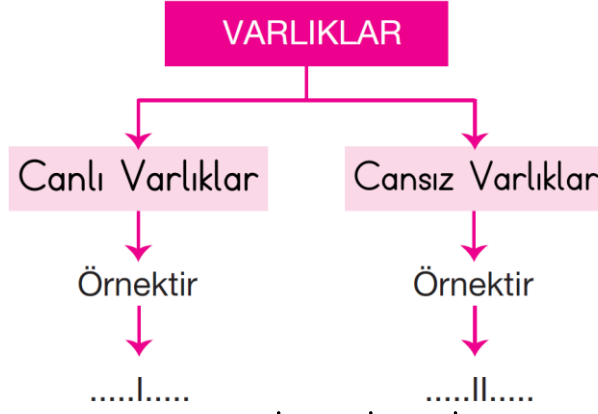 VARLIKLAR
Canlı Varlıklar
Cansız Varlıklar
Örnektir
Örnektir
.....I.....
.....II.....